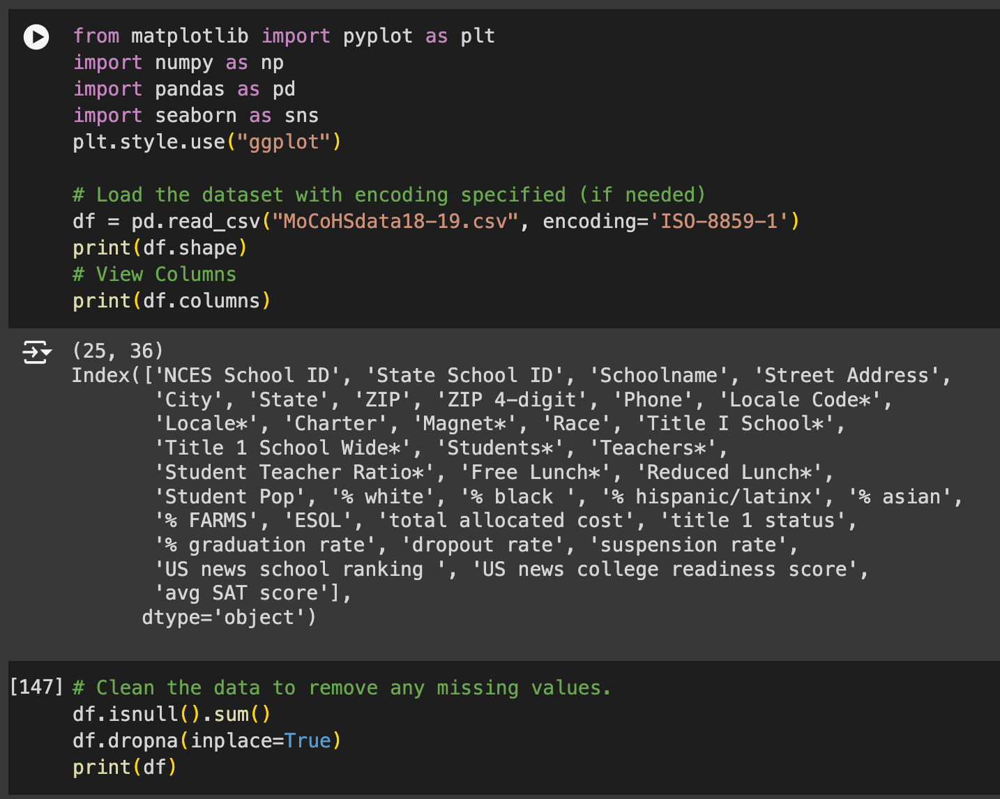 from matplotlib import pyplot as plt
import numpy as np
import pandas as pd
import seaborn as sns
plt.style.use("ggplot")
# Load the dataset with encoding specified (if needed)
df = pd.read_csv("MoCoHSdata18-19.csv", encoding='ISO-8859-1')
print(df.shape)
# View Columns
print(df.columns)
(25, 36)
Index(['NCES School ID', 'State School ID', 'Schoolname', 'Street Address',
'City', 'State', 'ZIP', 'ZIP 4-digit', 'Phone', 'Locale Code*',
'Locale*', 'Charter', 'Magnet*', 'Race', 'Title I School*',
'Title 1 School Wide*', 'Students*', 'Teachers*',
'Student Teacher Ratio*', 'Free Lunch*', 'Reduced Lunch*',
'Student Pop', '% white', '% black ', '% hispanic/latinx', '% asian',
'% FARMS', 'ESOL', 'total allocated cost', 'title 1 status',
'% graduation rate', 'dropout rate', 'suspension rate',
'US news school ranking ', 'US news college readiness score',
'avg SAT score'],
dtype='object')
[147] # Clean the data to remove any missing values.
df.isnull().sum()
df.dropna(inplace=True)
print(df)